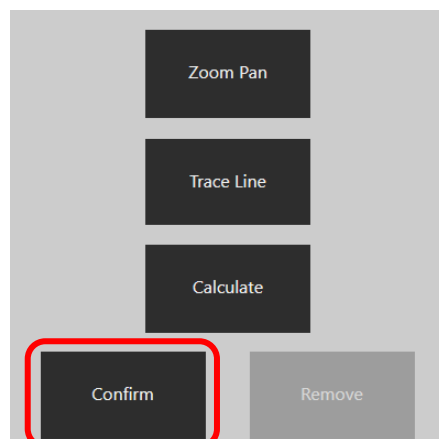 Zoom Pan
Trace Line
Calculate
Confirm
Remove